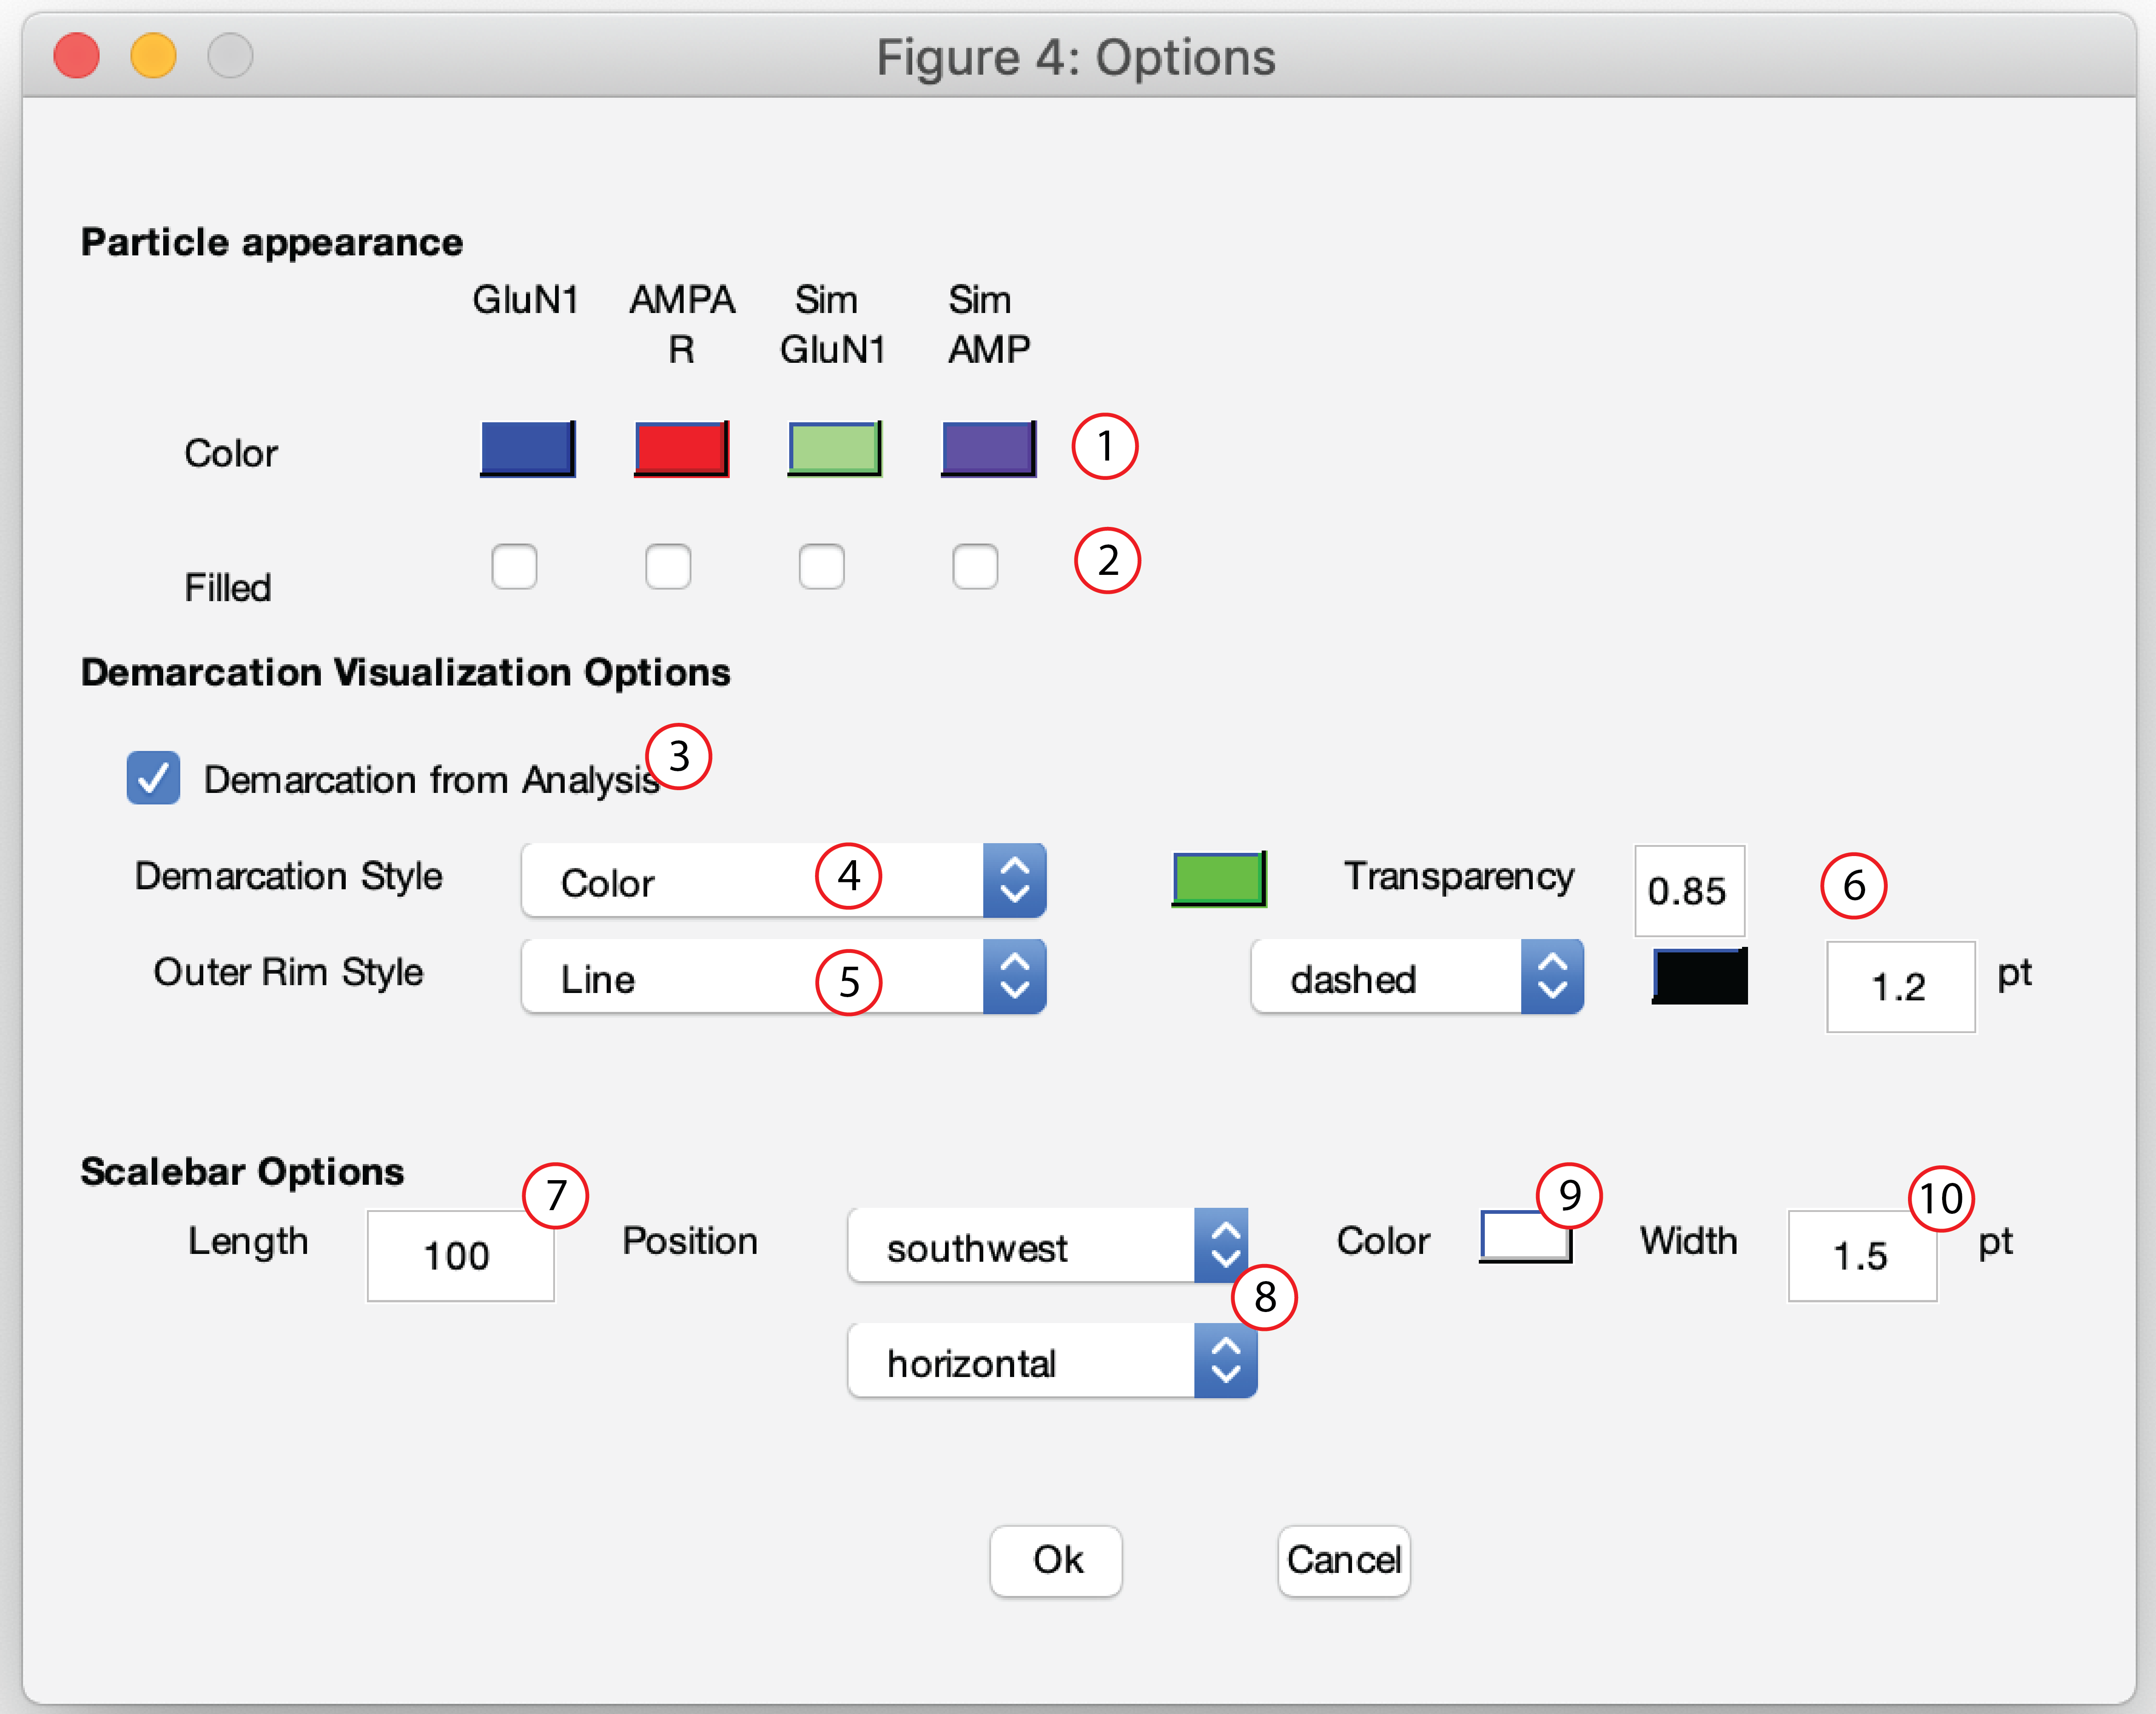 Figure 4: Options
Particle appearance
GluN1 AMPA Sim Sim
R GluN1 AMP
Color 1
Filled 2
Demarcation Visualization Options
Demarcation from Analysis 3
Demarcation Style Color 4 Transparency 0.85 6
Outer Rim Style Line 5 dashed 1.2 pt
Scalebar Options 7 9 10
Length 100 Position southwest Color Width 1.5 pt
8
horizontal
Ok Cancel